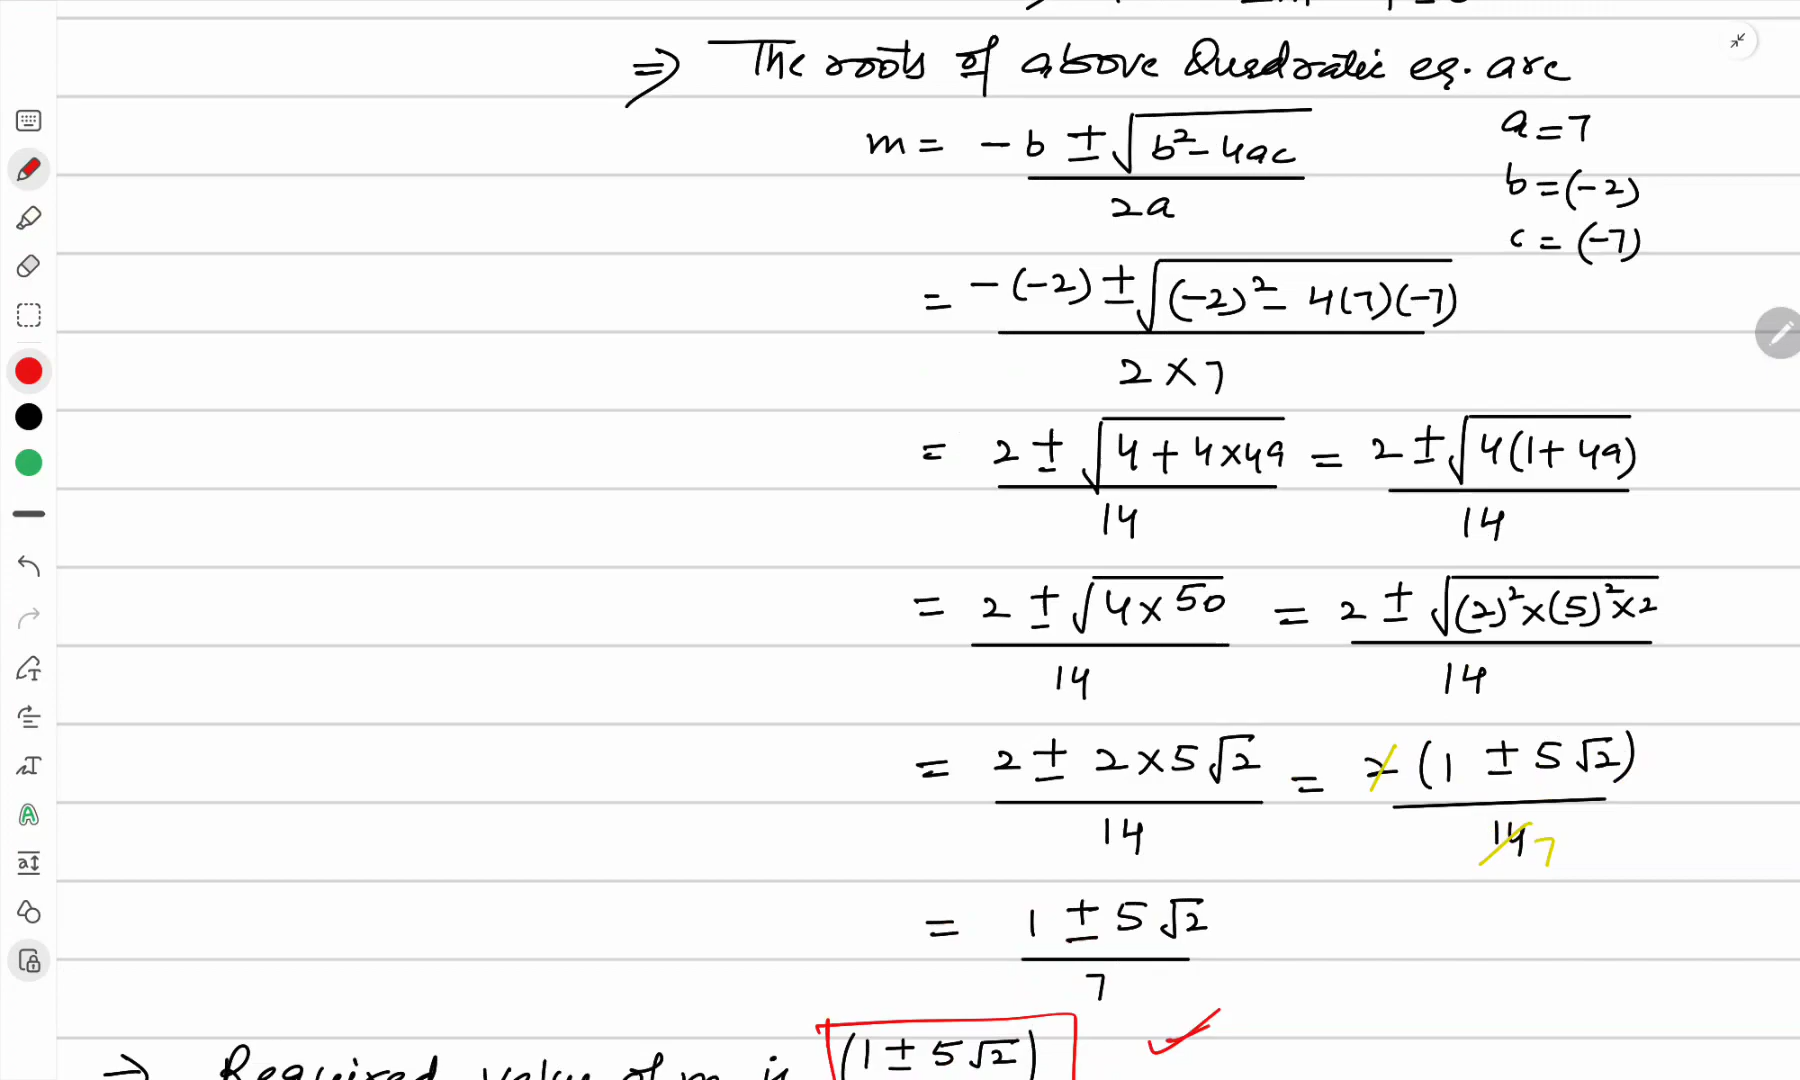 ⇒ The roots of above Quadratic eq. are
m = -b ± √(b² - 4ac) / 2a
a = 7
b = (-2)
c = (-7)
= -(-2) ± √((-2)² - 4(7)(-7)) / 2 × 7
= 2 ± √(4 + 4×49) / 14 = 2 ± √(4(1 + 49)) / 14
= 2 ± √(4 × 50) / 14 = 2 ± √((2)² × (5)² × 2) / 14
= 2 ± 2 × 5√2 / 14 = 2(1 ± 5√2) / 14 7
= 1 ± 5√2 / 7
⇒ Required value of m is (1 ± 5√2)